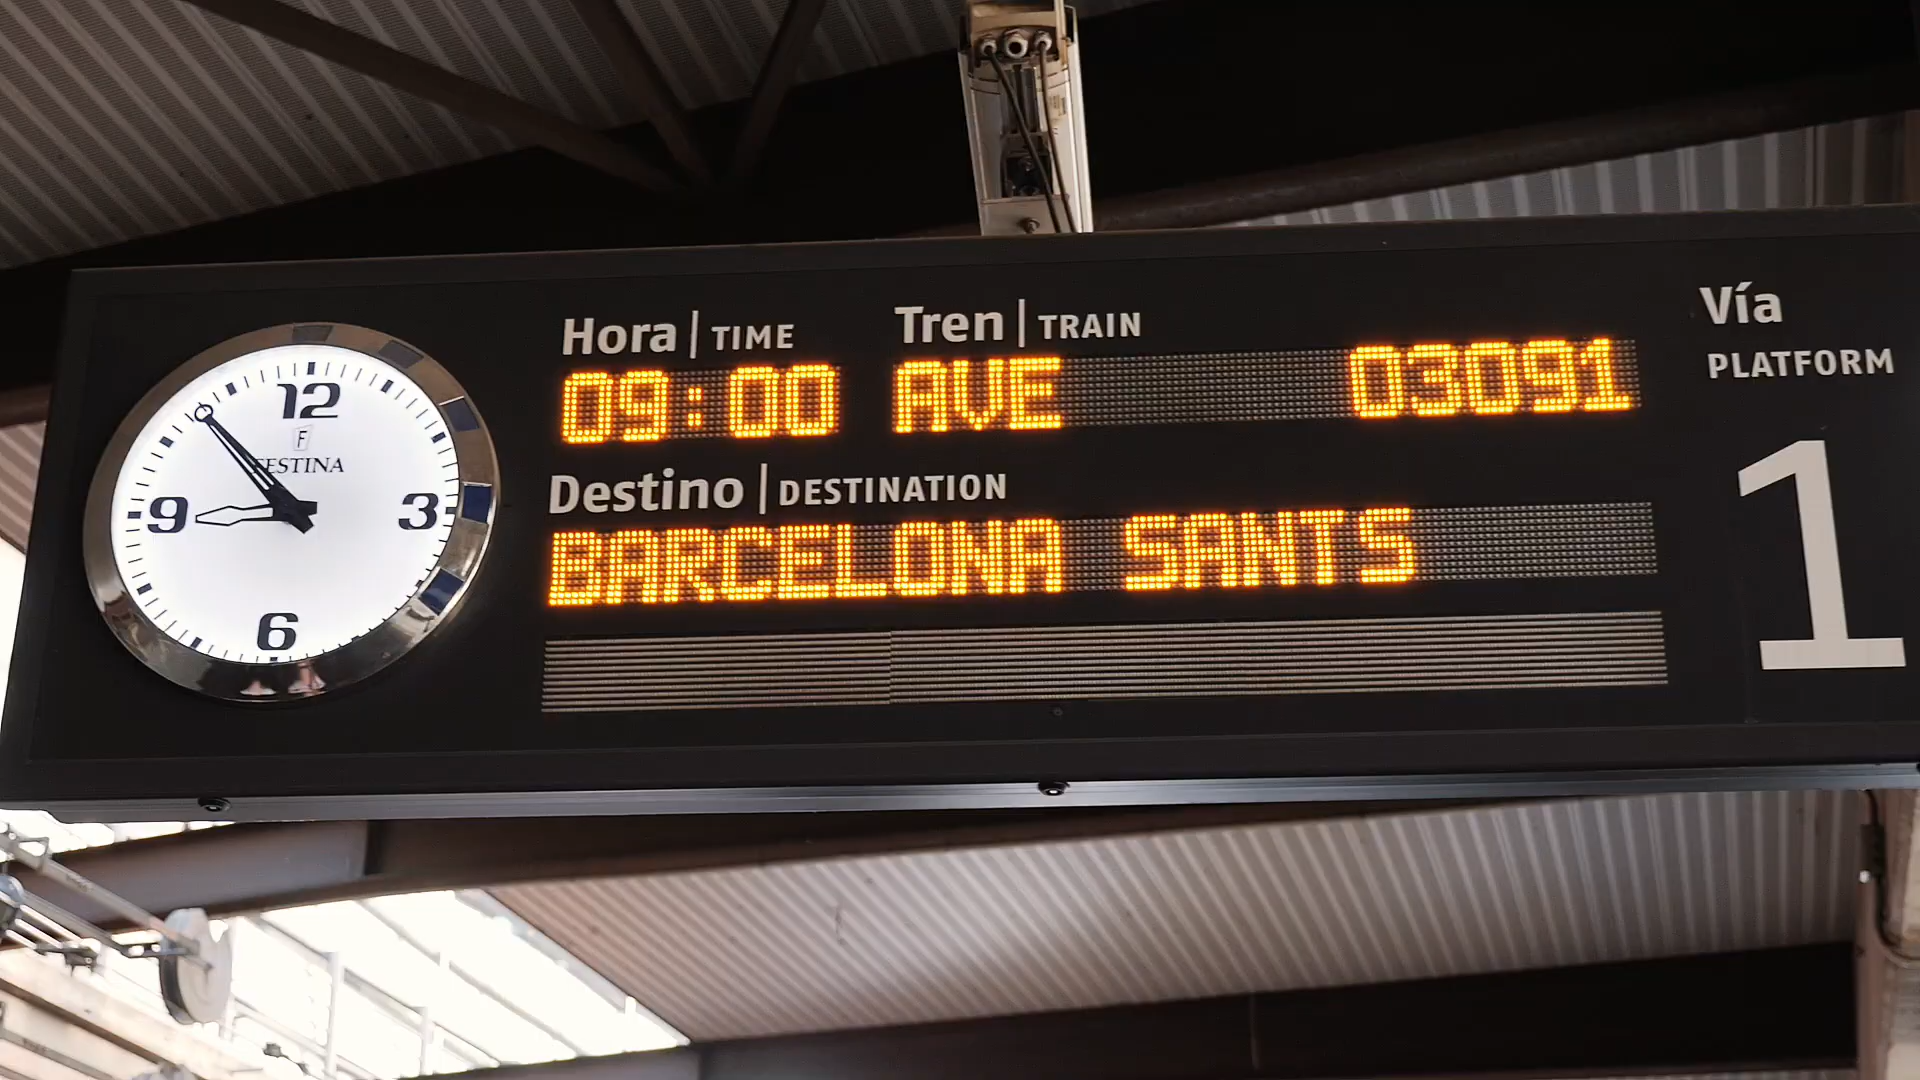 12
F
FESTINA
9
3
6
Hora | TIME
09:00
Tren | TRAIN
AVE 03091
Destino | DESTINATION
BARCELONA SANTS
Vía
PLATFORM
1